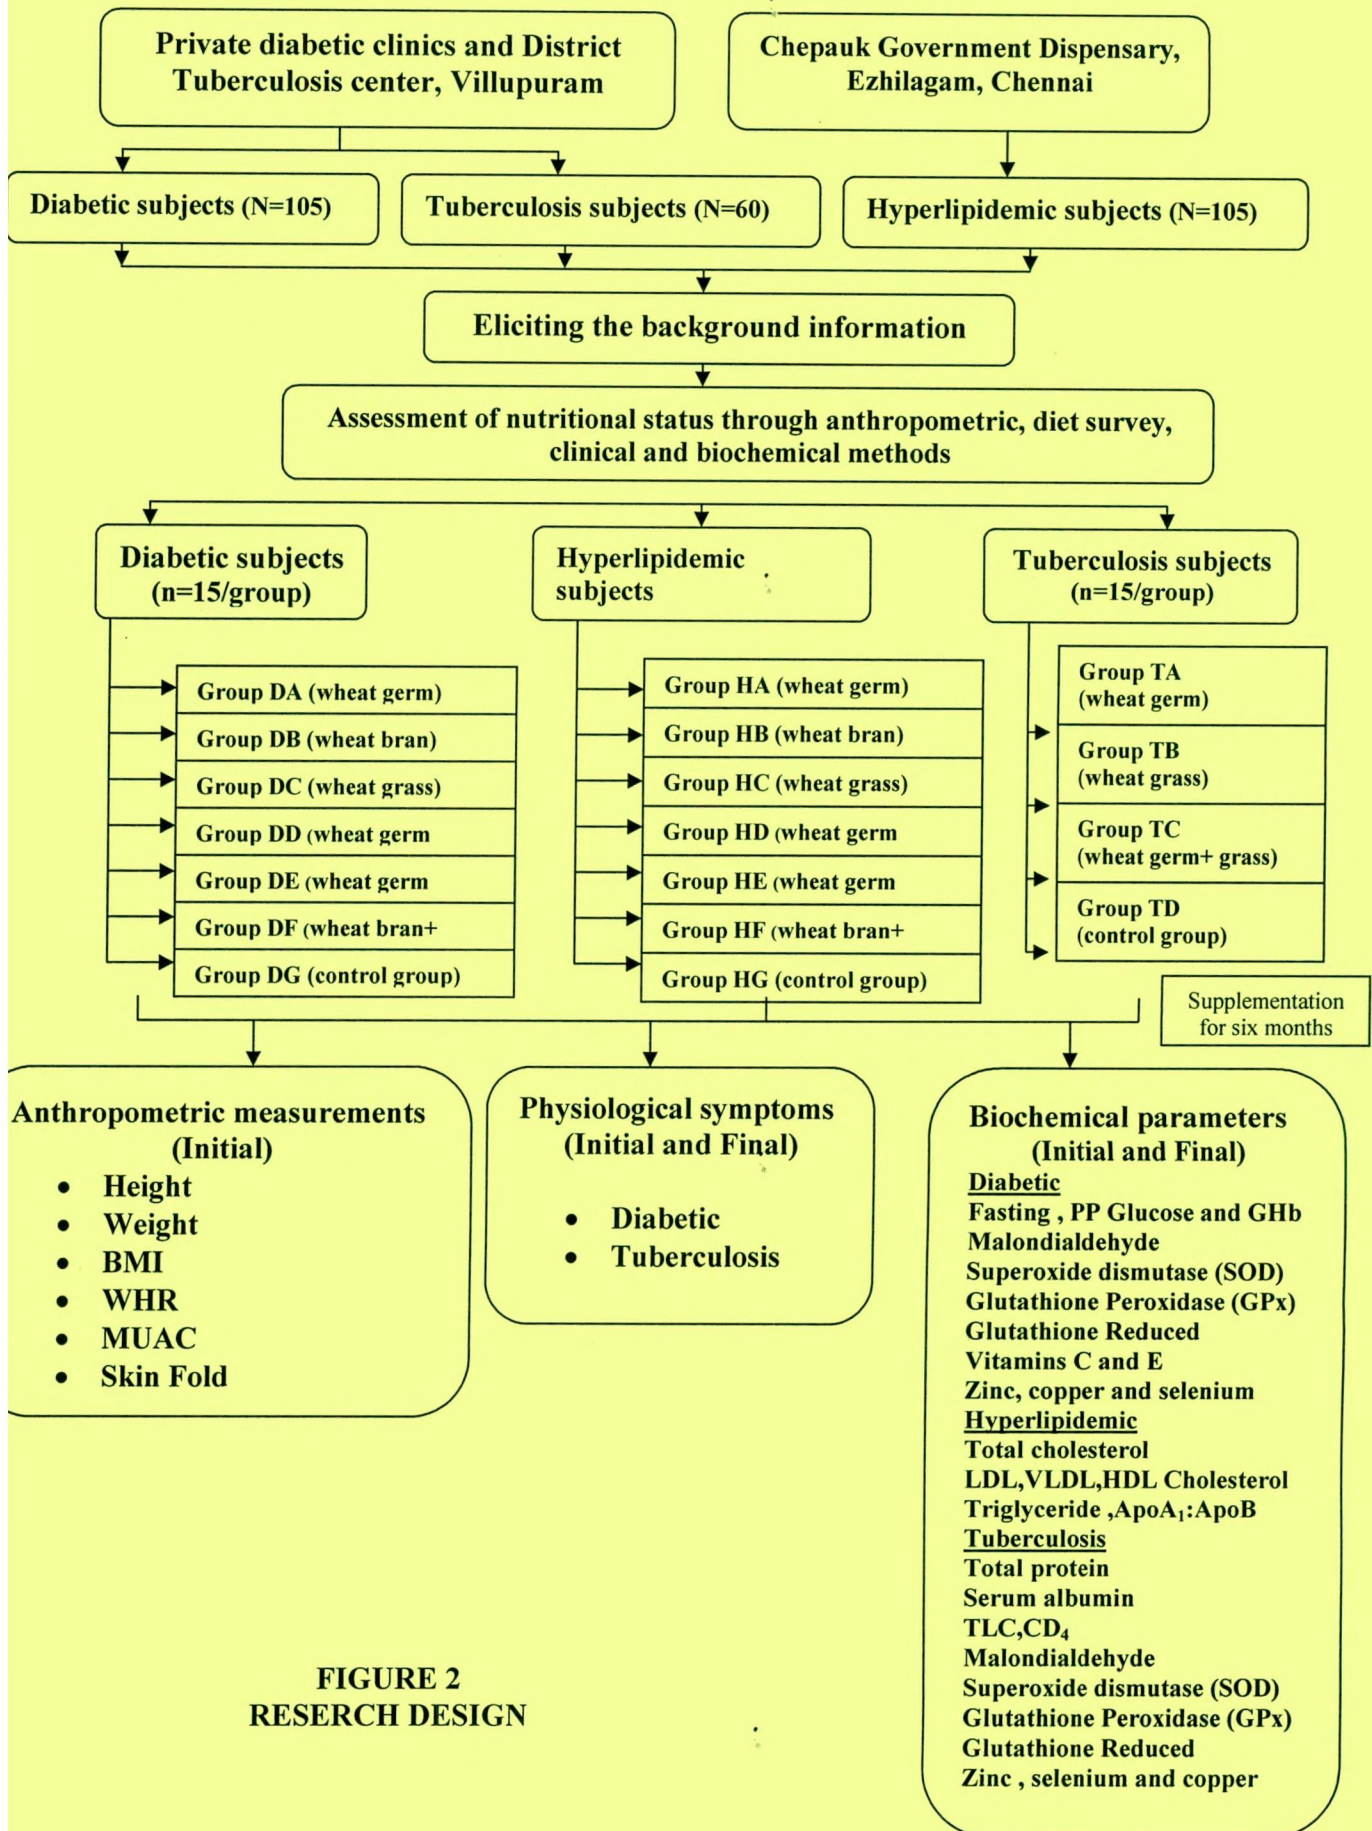 Private diabetic clinics and District
Tuberculosis center, Villupuram
Chepauk Government Dispensary,
Ezhilagam, Chennai
Diabetic subjects (N=105)
Tuberculosis subjects (N=60)
Hyperlipidemic subjects (N=105)
Eliciting the background information
Assessment of nutritional status through anthropometric, diet survey,
clinical and biochemical methods
Diabetic subjects
(n=15/group)
Hyperlipidemic
subjects
Tuberculosis subjects
(n=15/group)
Group DA (wheat germ)
Group DB (wheat bran)
Group DC (wheat grass)
Group DD (wheat germ
Group DE (wheat germ
Group DF (wheat bran+
Group DG (control group)
Group HA (wheat germ)
Group HB (wheat bran)
Group HC (wheat grass)
Group HD (wheat germ
Group HE (wheat germ
Group HF (wheat bran+
Group HG (control group)
Group TA
(wheat germ)
Group TB
(wheat grass)
Group TC
(wheat germ+ grass)
Group TD
(control group)
Supplementation
for six months
Anthropometric measurements
(Initial)
• Height
• Weight
• BMI
• WHR
• MUAC
• Skin Fold
Physiological symptoms
(Initial and Final)
• Diabetic
• Tuberculosis
Biochemical parameters
(Initial and Final)
Diabetic
Fasting , PP Glucose and GHb
Malondialdehyde
Superoxide dismutase (SOD)
Glutathione Peroxidase (GPx)
Glutathione Reduced
Vitamins C and E
Zinc, copper and selenium
Hyperlipidemic
Total cholesterol
LDL,VLDL,HDL Cholesterol
Triglyceride ,ApoA₁:ApoB
Tuberculosis
Total protein
Serum albumin
TLC,CD₄
Malondialdehyde
Superoxide dismutase (SOD)
Glutathione Peroxidase (GPx)
Glutathione Reduced
Zinc , selenium and copper
FIGURE 2
RESERCH DESIGN